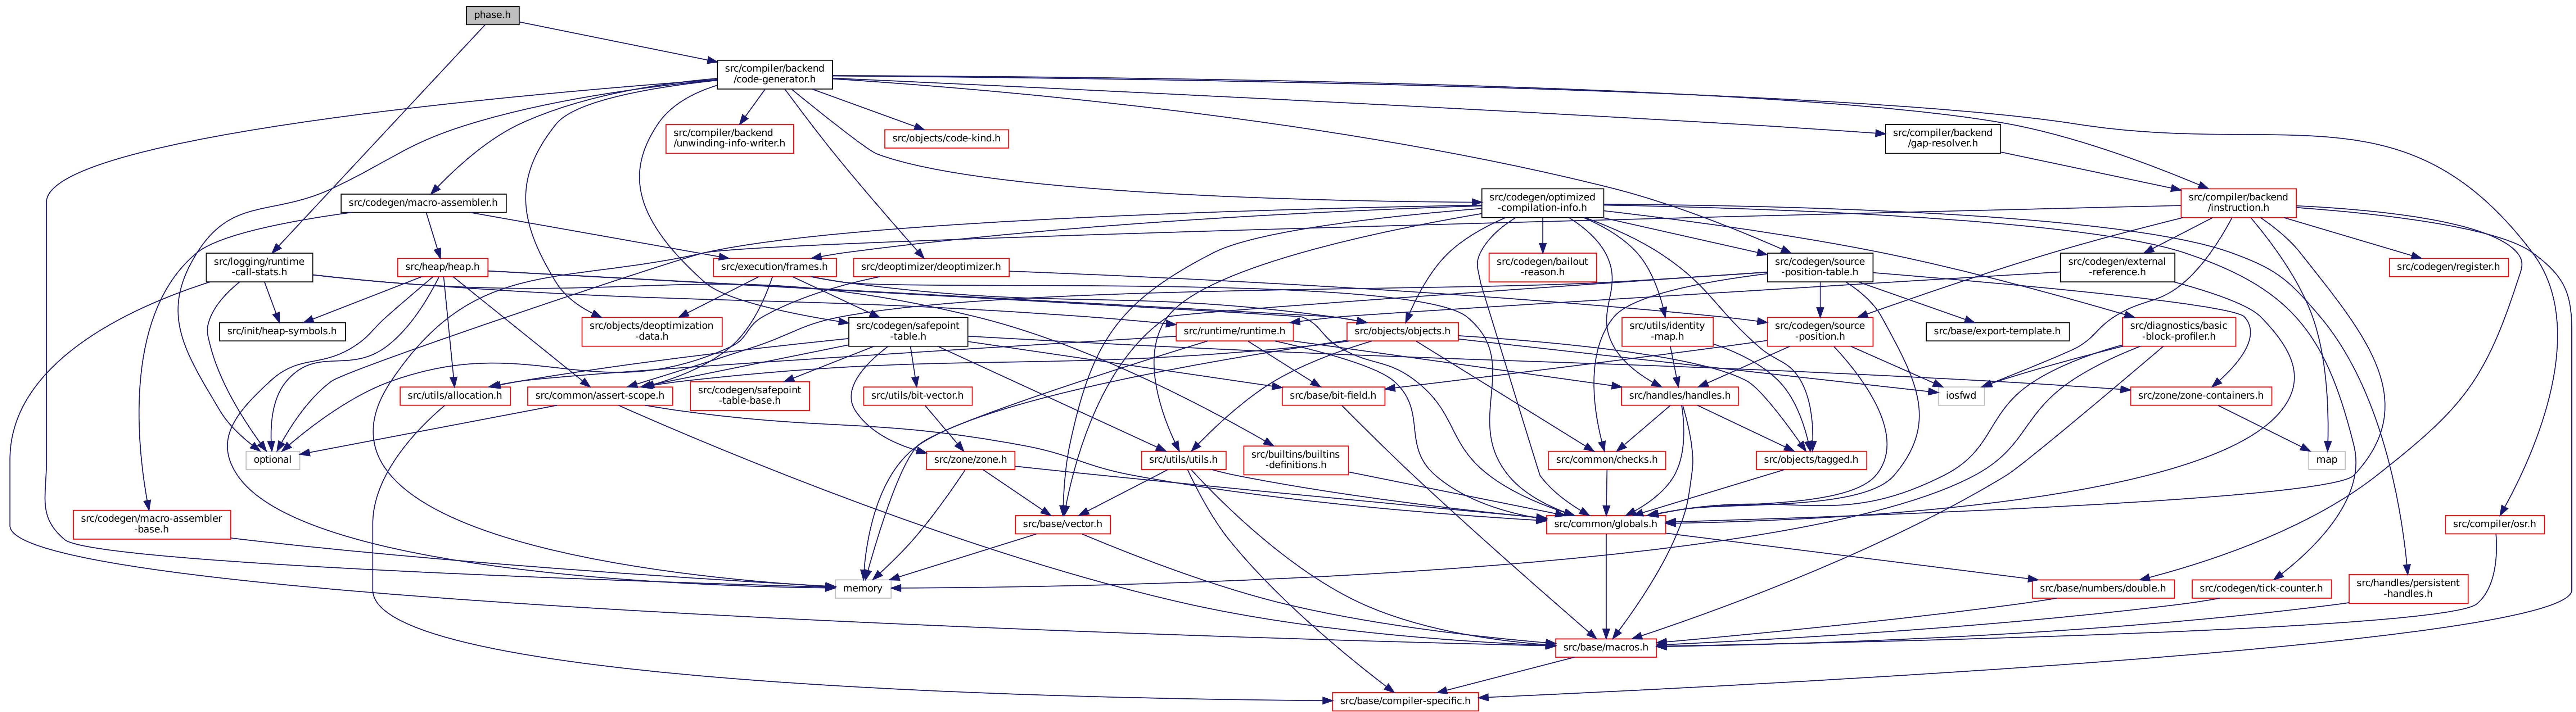 phase.h
src/compiler/backend
/code-generator.h
src/compiler/backend
/unwinding-info-writer.h
src/objects/code-kind.h
src/compiler/backend
/gap-resolver.h
src/codegen/macro-assembler.h
src/codegen/optimized
-compilation-info.h
src/compiler/backend
/instruction.h
src/logging/runtime
-call-stats.h
src/heap/heap.h
src/execution/frames.h
src/deoptimizer/deoptimizer.h
src/codegen/bailout
-reason.h
src/codegen/source
-position-table.h
src/codegen/external
-reference.h
src/codegen/register.h
src/init/heap-symbols.h
src/objects/deoptimization
-data.h
src/codegen/safepoint
-table.h
src/runtime/runtime.h
src/objects/objects.h
src/utils/identity
-map.h
src/codegen/source
-position.h
src/base/export-template.h
src/diagnostics/basic
-block-profiler.h
src/utils/allocation.h
src/common/assert-scope.h
src/codegen/safepoint
-table-base.h
src/utils/bit-vector.h
src/base/bit-field.h
src/handles/handles.h
iosfwd
src/zone/zone-containers.h
optional
src/zone/zone.h
src/utils/utils.h
src/builtins/builtins
-definitions.h
src/common/checks.h
src/objects/tagged.h
map
src/codegen/macro-assembler
-base.h
src/base/vector.h
src/common/globals.h
src/compiler/osr.h
memory
src/base/numbers/double.h
src/codegen/tick-counter.h
src/handles/persistent
-handles.h
src/base/macros.h
src/base/compiler-specific.h